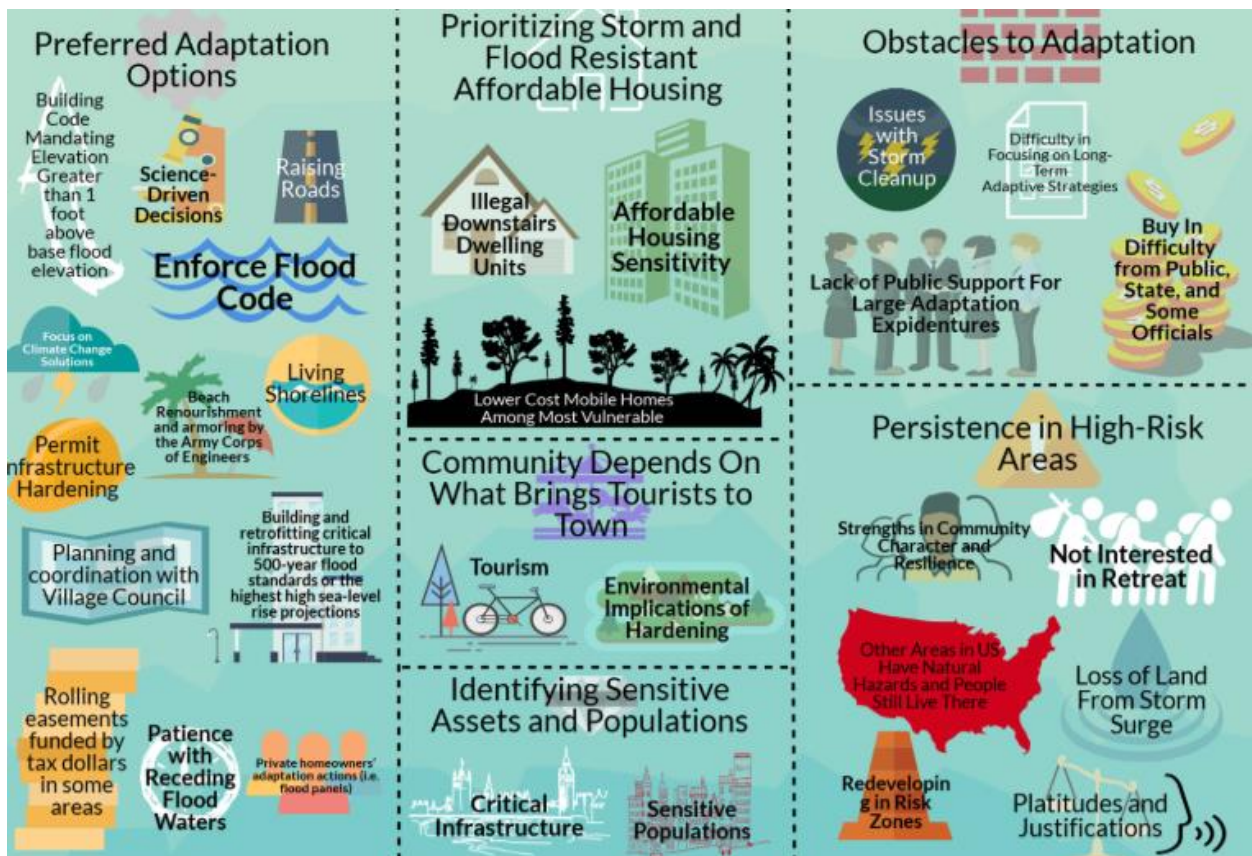 Preferred Adaptation
Options
Building
Code
Mandating
Elevation
Greater
than 1
foot
above
base flood
elevation
Science-
Driven
Decisions
Raising
Roads
Enforce Flood
Code
Focus on
Climate Change
Solutions
Living
Shorelines
Beach
Renourishment
and armoring by
the Army Corps
of Engineers
Permit
nfrastructure
Hardening
Planning and
coordination with
Village Council
Building and
retrofitting critical
infrastructure to
500-year flood
standards or the
highest high sea-level
rise projections
Rolling
easements
funded by
tax dollars
in some
areas
Patience
with
Receding
Flood
Waters
Private homeowners'
adaptation actions (i.e.
flood panels)
Prioritizing Storm and
Flood Resistant
Affordable Housing
Illegal
Downstairs
Dwelling
Units
Affordable
Housing
Sensitivity
Lower Cost Mobile Homes
Among Most Vulnerable
Community Depends On
What Brings Tourists to
Town
Tourism
Environmental
Implications of
Hardening
Identifying Sensitive
Assets and Populations
Critical
Infrastructure
Sensitive
Populations
Obstacles to Adaptation
Issues
with
Storm
Cleanup
Difficulty in
Focusing on Long-
Term
Adaptive Strategies
Lack of Public Support For
Large Adaptation
Expidentures
Buy In
Difficulty
from Public,
State, and
Some
Officials
Persistence in High-Risk
Areas
Strengths in Community
Character and
Resilience
Not Interested
in Retreat
Other Areas in US
Have Natural
Hazards and People
Still Live There
Loss of Land
From Storm
Surge
Redevelopin
g in Risk
Zones
Platitudes and
Justifications